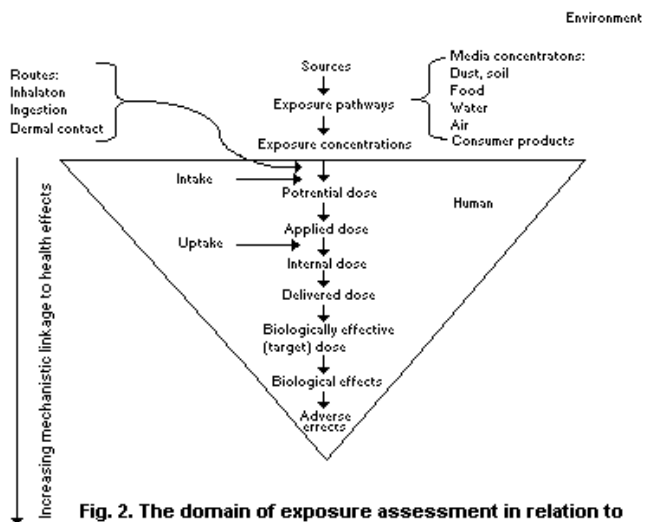 Environment
Routes:
Inhalaton
Ingestion
Dermal contact
Sources
Exposure pathways
Exposure concentrations
Media concentratons:
Dust, soil
Food
Water
Air
Consumer products
Intake
Potrential dose
Human
Applied dose
Uptake
Internal dose
Delivered dose
Biologically effective
(target) dose
Biological effects
Adverse
errects
Increasing mechanistic linkage to health effects
Fig. 2. The domain of exposure assessment in relation to